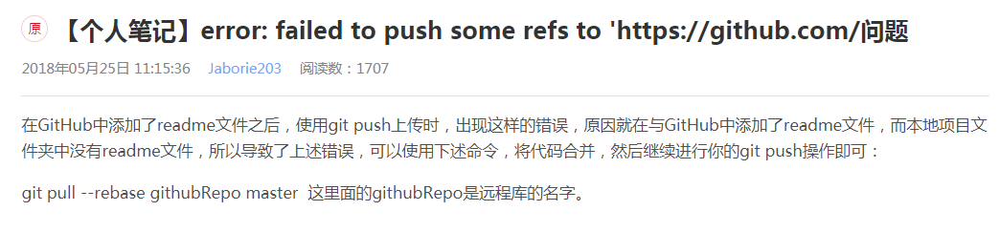 原 【个人笔记】error: failed to push some refs to 'https://github.com/问题
2018年05月25日 11:15:36 Jaborie203 阅读数：1707
在GitHub中添加了readme文件之后，使用git push上传时，出现这样的错误，原因就在与GitHub中添加了readme文件，而本地项目文
件夹中没有readme文件，所以导致了上述错误，可以使用下述命令，将代码合并，然后继续进行你的git push操作即可：
git pull --rebase githubRepo master 这里面的githubRepo是远程库的名字。